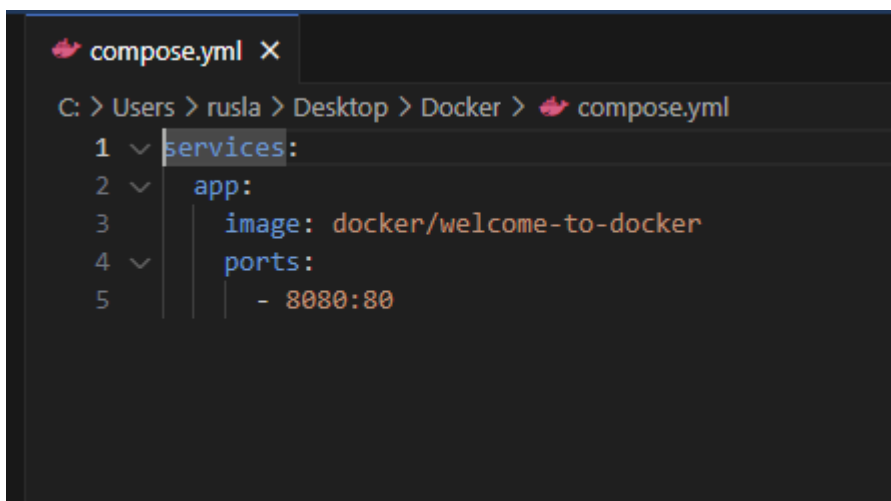 compose.yml
C: > Users > rusla > Desktop > Docker > compose.yml
1 services:
2 app:
3 image: docker/welcome-to-docker
4 ports:
5 - 8080:80